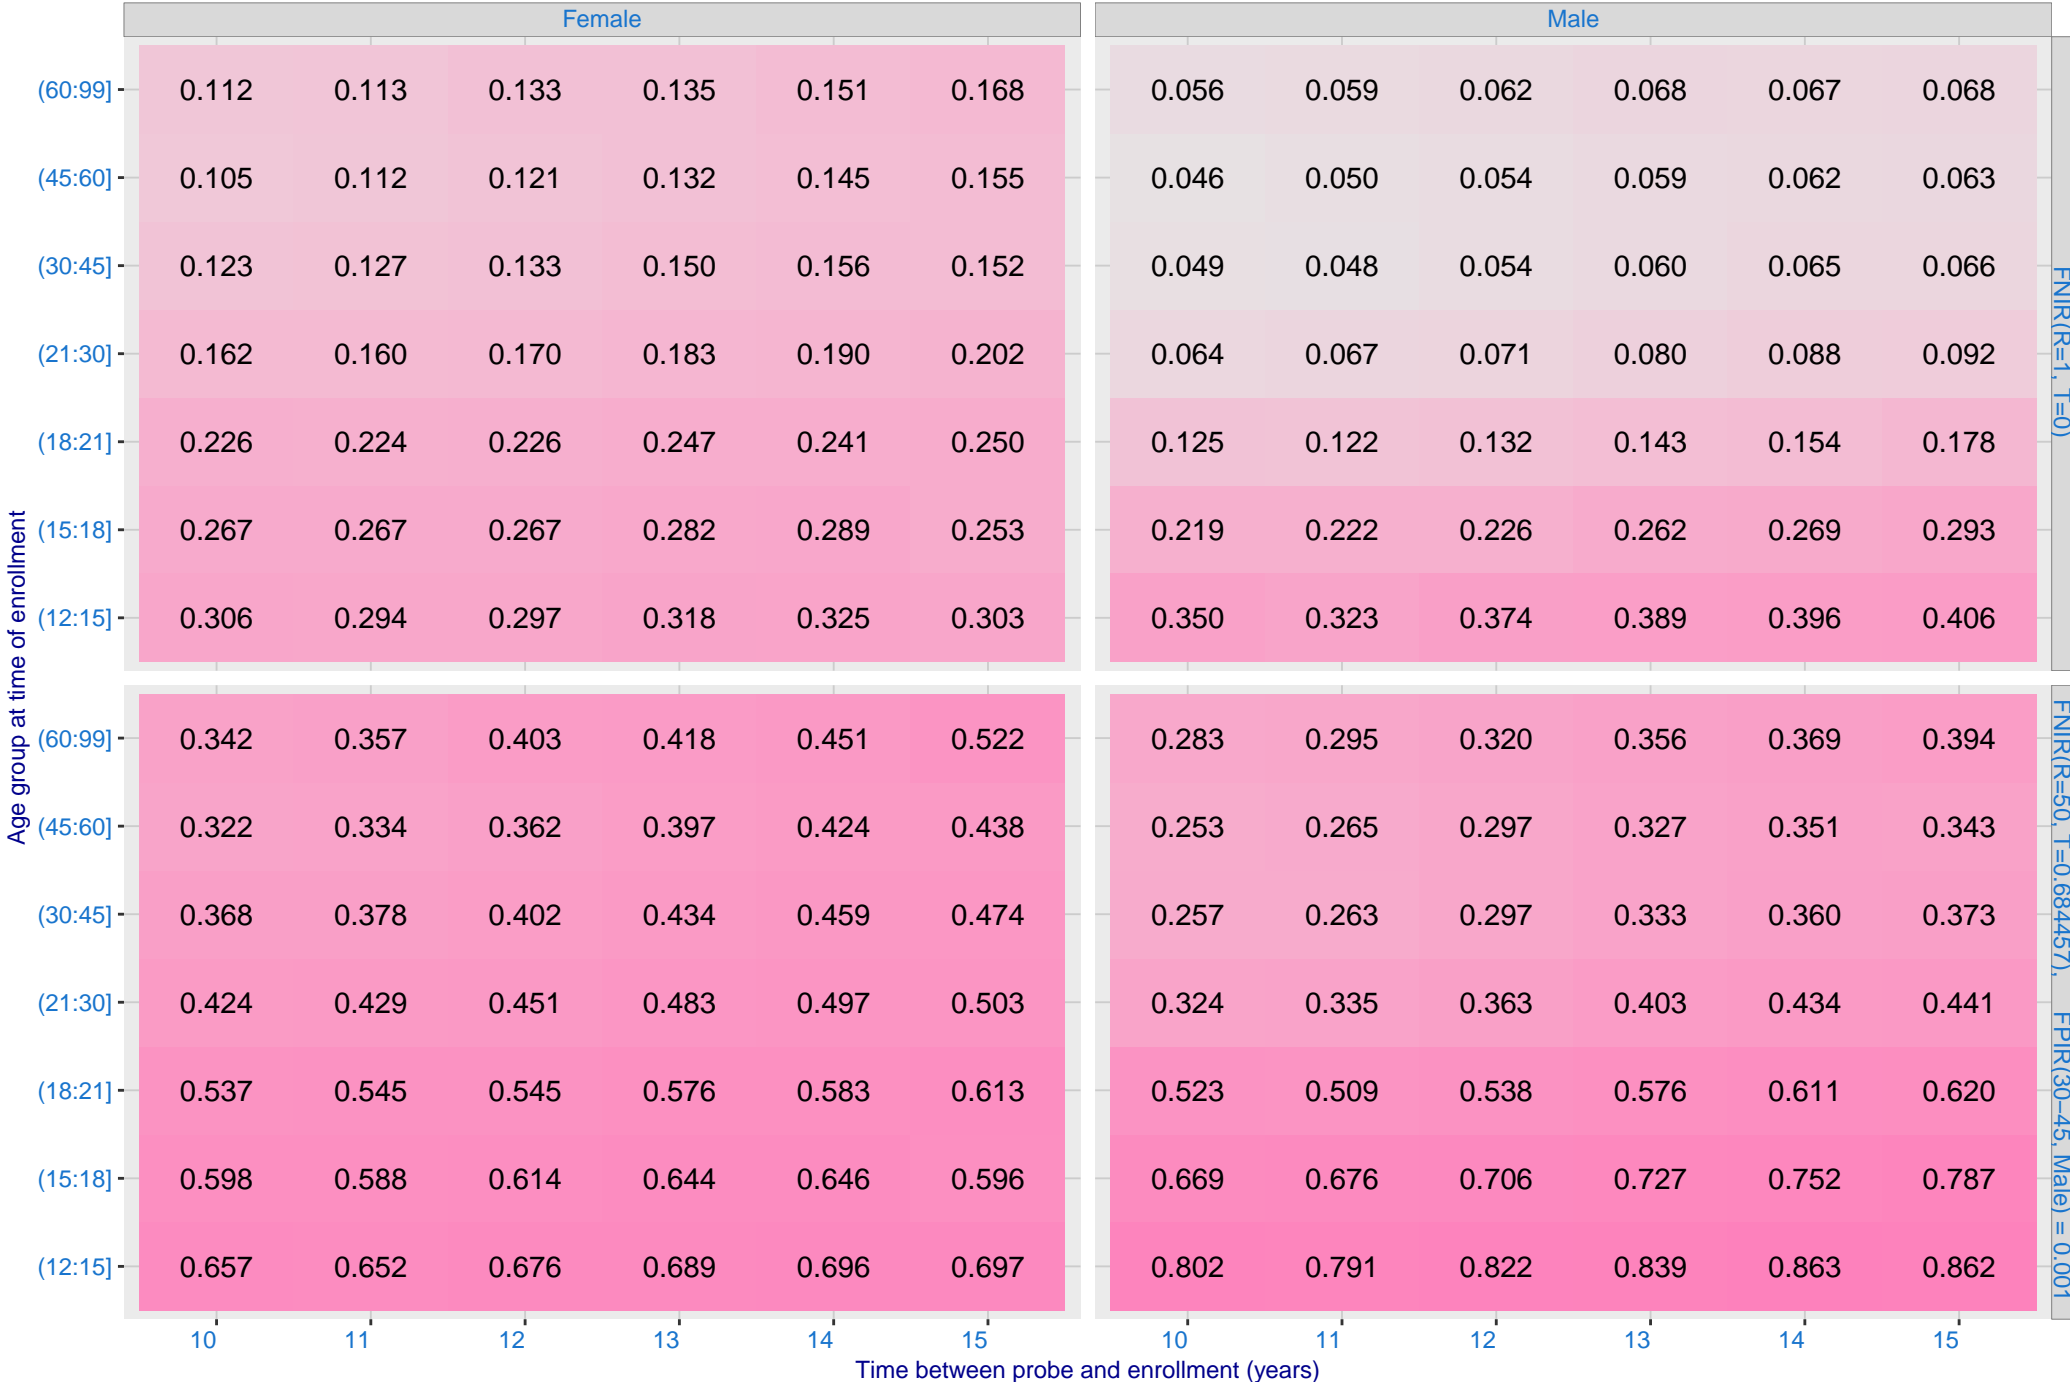 Female Male
(60:99] 0.112 0.113 0.133 0.135 0.151 0.168 0.056 0.059 0.062 0.068 0.067 0.068
(45:60] 0.105 0.112 0.121 0.132 0.145 0.155 0.046 0.050 0.054 0.059 0.062 0.063
(30:45] 0.123 0.127 0.133 0.150 0.156 0.152 0.049 0.048 0.054 0.060 0.065 0.066
(21:30] 0.162 0.160 0.170 0.183 0.190 0.202 0.064 0.067 0.071 0.080 0.088 0.092
(18:21] 0.226 0.224 0.226 0.247 0.241 0.250 0.125 0.122 0.132 0.143 0.154 0.178
(15:18] 0.267 0.267 0.267 0.282 0.289 0.253 0.219 0.222 0.226 0.262 0.269 0.293
(12:15] 0.306 0.294 0.297 0.318 0.325 0.303 0.350 0.323 0.374 0.389 0.396 0.406
FNIR(R=1, T=0)
Age group at time of enrollment
(60:99] 0.342 0.357 0.403 0.418 0.451 0.522 0.283 0.295 0.320 0.356 0.369 0.394
(45:60] 0.322 0.334 0.362 0.397 0.424 0.438 0.253 0.265 0.297 0.327 0.351 0.343
(30:45] 0.368 0.378 0.402 0.434 0.459 0.474 0.257 0.263 0.297 0.333 0.360 0.373
(21:30] 0.424 0.429 0.451 0.483 0.497 0.503 0.324 0.335 0.363 0.403 0.434 0.441
(18:21] 0.537 0.545 0.545 0.576 0.583 0.613 0.523 0.509 0.538 0.576 0.611 0.620
(15:18] 0.598 0.588 0.614 0.644 0.646 0.596 0.669 0.676 0.706 0.727 0.752 0.787
(12:15] 0.657 0.652 0.676 0.689 0.696 0.697 0.802 0.791 0.822 0.839 0.863 0.862
FNIR(R=50, T=0.684457), FPIR(30−45, Male) = 0.001
10 11 12 13 14 15 10 11 12 13 14 15
Time between probe and enrollment (years)